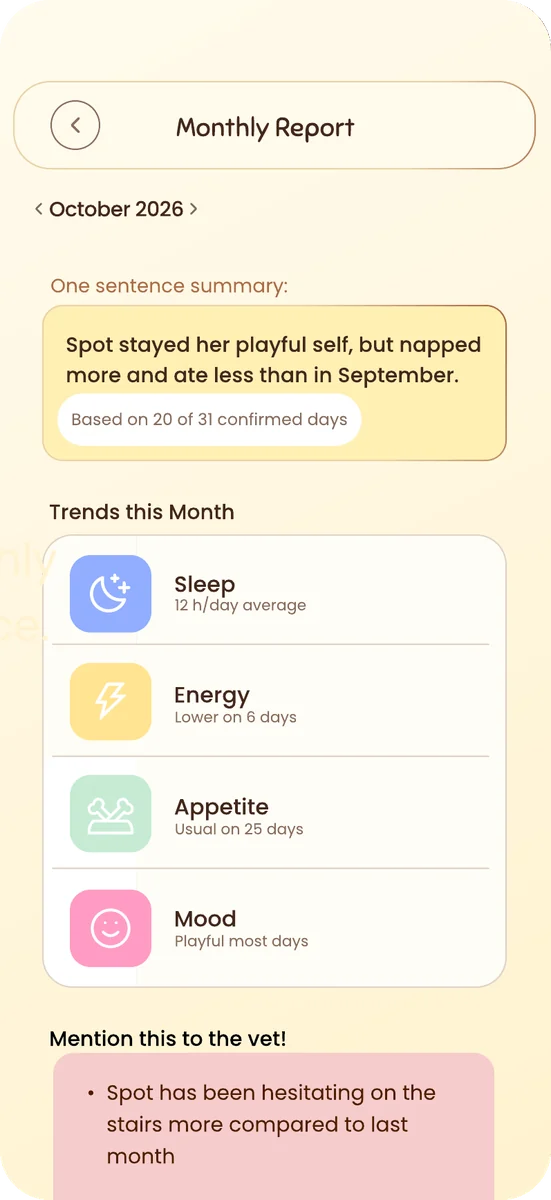 Monthly Report
< October 2026 >
One sentence summary:
Spot stayed her playful self, but napped
more and ate less than in September.
Based on 20 of 31 confirmed days
Trends this Month
Sleep
12 h/day average
Energy
Lower on 6 days
Appetite
Usual on 25 days
Mood
Playful most days
Mention this to the vet!
• Spot has been hesitating on the
stairs more compared to last
month